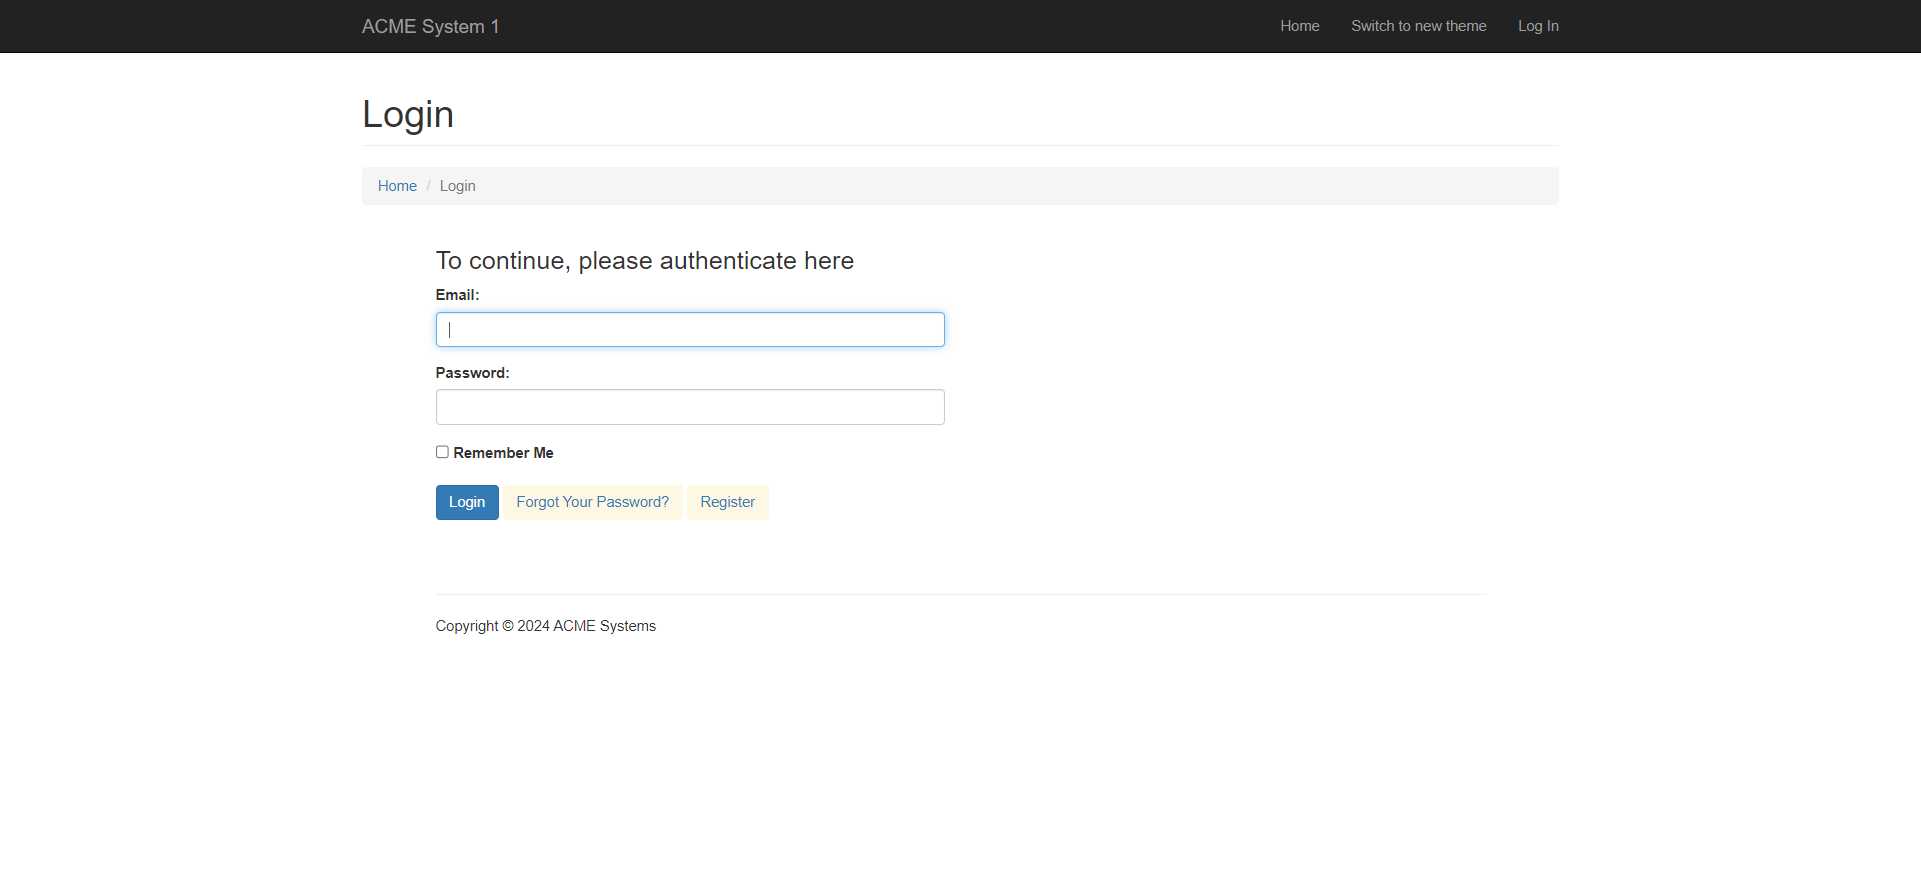 ACME System 1 Home Switch to new theme Log In
Login
Home / Login
To continue, please authenticate here
Email:
Password:
Remember Me
Login Forgot Your Password? Register
Copyright © 2024 ACME Systems